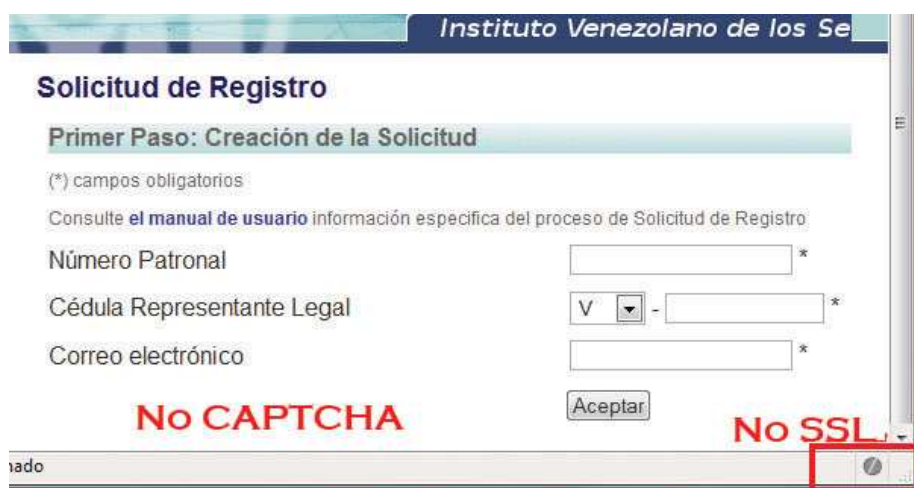 Instituto Venezolano de los Se
Solicitud de Registro
Primer Paso: Creación de la Solicitud
(*) campos obligatorios
Consulte el manual de usuario información especifica del proceso de Solicitud de Registro
Número Patronal *
Cédula Representante Legal V - *
Correo electrónico *
Aceptar
No CAPTCHA
No SSL
nado